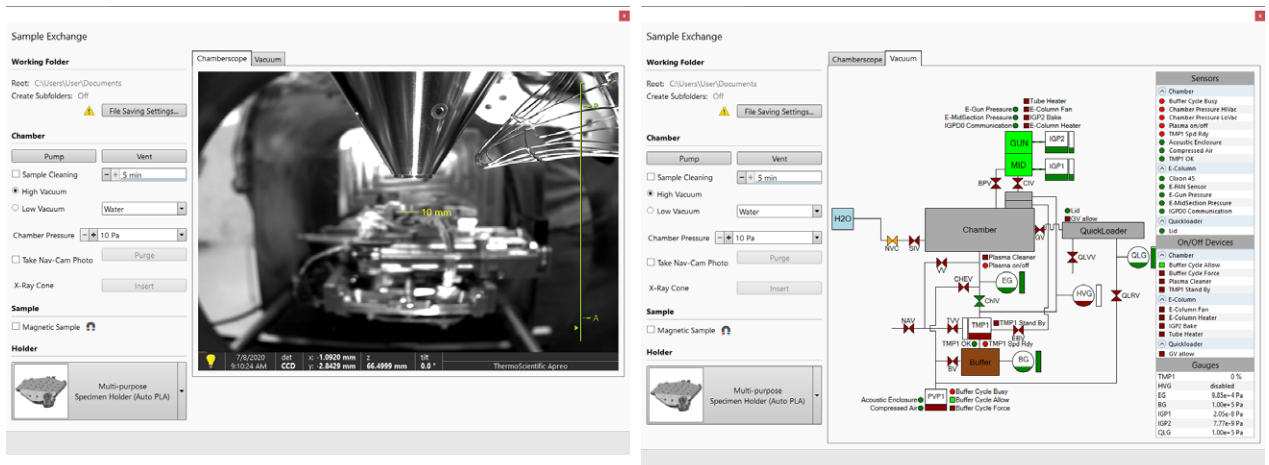 Sample Exchange
Working Folder
Root: C:\Users\User\Documents
Create Subfolders: Off
File Saving Settings...
Chamber
Pump Vent
Sample Cleaning - + 5 min
High Vacuum
Low Vacuum Water
Chamber Pressure - + 10 Pa
Take Nav-Cam Photo Purge
X-Ray Cone Insert
Sample
Magnetic Sample
Holder
Multi-purpose
Specimen Holder (Auto PLA)
Chamberscope Vacuum
10 mm
A
7/8/2020 det x: -1.0920 mm z tilt
9:10:24 AM CCD y: -2.8429 mm 66.4999 mm 0.0 ° ThermoScientific Apreo
Sample Exchange
Working Folder
Root: C:\Users\User\Documents
Create Subfolders: Off
File Saving Settings...
Chamber
Pump Vent
Sample Cleaning - + 5 min
High Vacuum
Low Vacuum Water
Chamber Pressure - + 10 Pa
Take Nav-Cam Photo Purge
X-Ray Cone Insert
Sample
Magnetic Sample
Holder
Multi-purpose
Specimen Holder (Auto PLA)
Chamberscope Vacuum
Tube Heater
E-Gun Pressure E-Column Fan
E-MidSection Pressure IGP2 Bake
IGPD0 Communication E-Column Heater
GUN IGP2
MID IGP1
BPV CIV
H2O
NVC SIV
Chamber
GV
Lid
GV allow
QuickLoader
QLVV
QLG
Plasma Cleaner
Plasma on/off
VV
CHEV
EG
HVG
QLRV
ChIV
NAV TVV TMP1 TMP1 Stand By
EBV
TMP1 OK TMP1 Spd Rdy
Buffer BG
BV
PVP1 Buffer Cycle Busy
Acoustic Enclosure Buffer Cycle Allow
Compressed Air Buffer Cycle Force
Sensors
Chamber
Buffer Cycle Busy
Chamber Pressure HiVac
Chamber Pressure LoVac
Plasma on/off
TMP1 Spd Rdy
Acoustic Enclosure
Compressed Air
TMP1 OK
E-Column
Clixon 45
E-FAN Sensor
E-Gun Pressure
E-MidSection Pressure
IGPD0 Communication
Quickloader
Lid
On/Off Devices
Chamber
Buffer Cycle Allow
Buffer Cycle Force
Plasma Cleaner
TMP1 Stand By
E-Column
E-Column Fan
E-Column Heater
IGP2 Bake
Tube Heater
Quickloader
GV allow
Gauges
TMP1 0 %
HVG disabled
EG 9.85e+4 Pa
BG 1.00e+5 Pa
IGP1 2.05e-8 Pa
IGP2 7.77e-9 Pa
QLG 1.00e+5 Pa